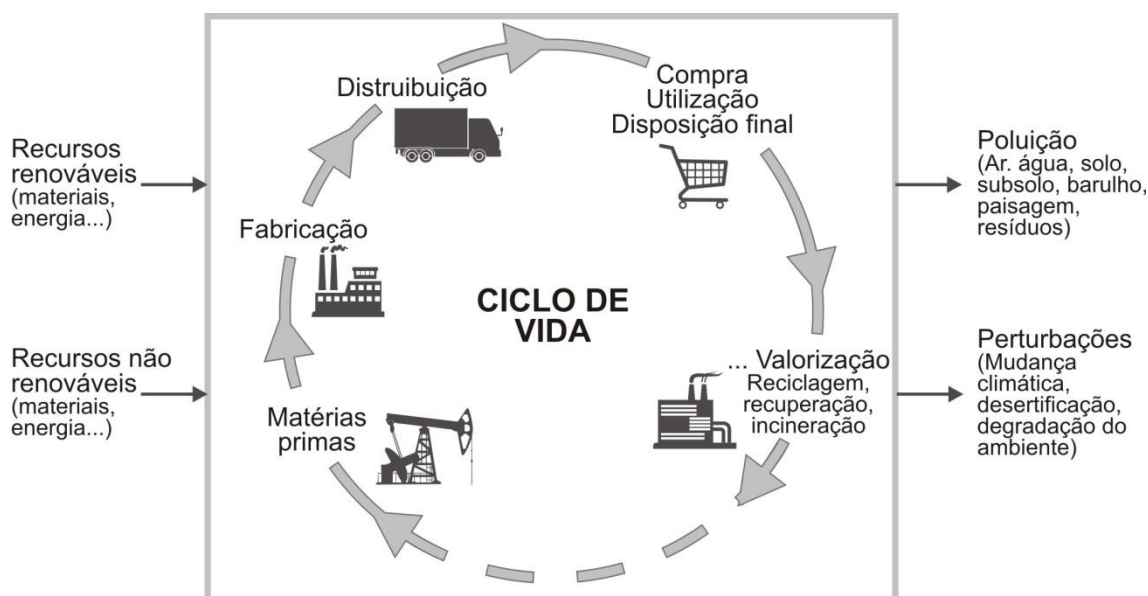 Recursos
renováveis
(materiais,
energia...)
Recursos não
renováveis
(materiais,
energia...)
Distruibuição
Compra
Utilização
Disposição final
Fabricação
CICLO DE
VIDA
Matérias
primas
... Valorização
Reciclagem,
recuperação,
incineração
Poluição
(Ar. água, solo,
subsolo, barulho,
paisagem,
resíduos)
Perturbações
(Mudança
climática,
desertificação,
degradação do
ambiente)